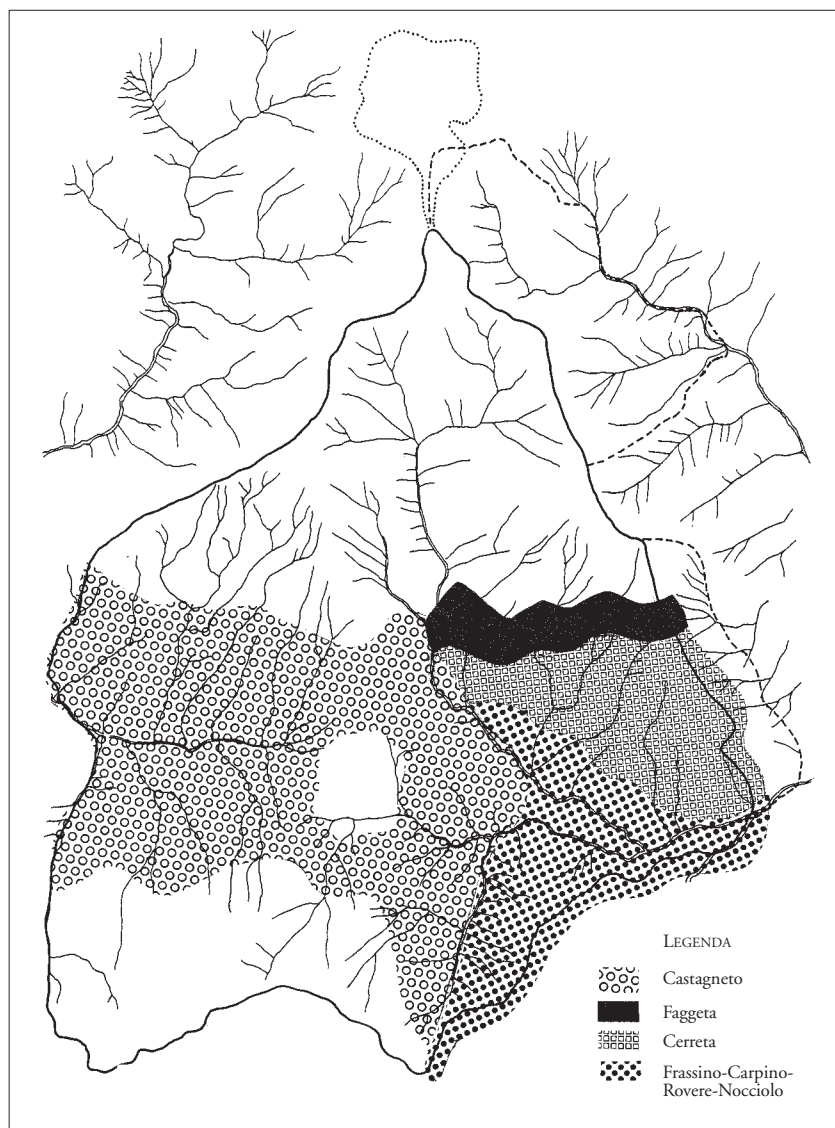 LEGENDA
Castagneto
Faggeta
Cerreta
Frassino-Carpino-
Rovere-Nocciolo